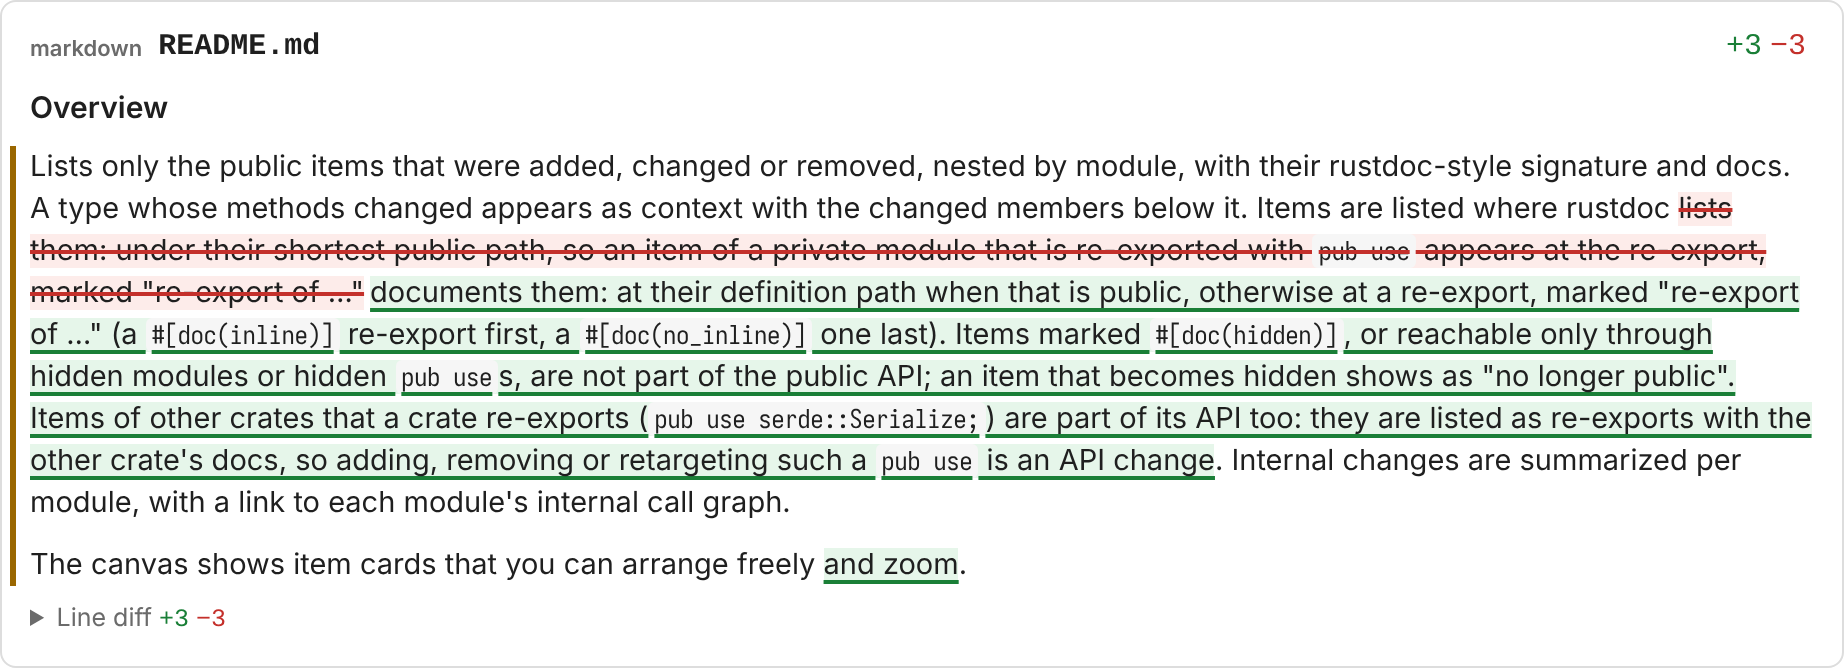 markdown README.md +3 −3
Overview
Lists only the public items that were added, changed or removed, nested by module, with their rustdoc-style signature and docs.
A type whose methods changed appears as context with the changed members below it. Items are listed where rustdoc lists
them: under their shortest public path, so an item of a private module that is re-exported with pub use appears at the re-export,
marked "re-export of ..." documents them: at their definition path when that is public, otherwise at a re-export, marked "re-export
of ..." (a #[doc(inline)] re-export first, a #[doc(no_inline)] one last). Items marked #[doc(hidden)], or reachable only through
hidden modules or hidden pub uses, are not part of the public API; an item that becomes hidden shows as "no longer public".
Items of other crates that a crate re-exports (pub use serde::Serialize;) are part of its API too: they are listed as re-exports with the
other crate's docs, so adding, removing or retargeting such a pub use is an API change. Internal changes are summarized per
module, with a link to each module's internal call graph.
The canvas shows item cards that you can arrange freely and zoom.
▶ Line diff +3 −3